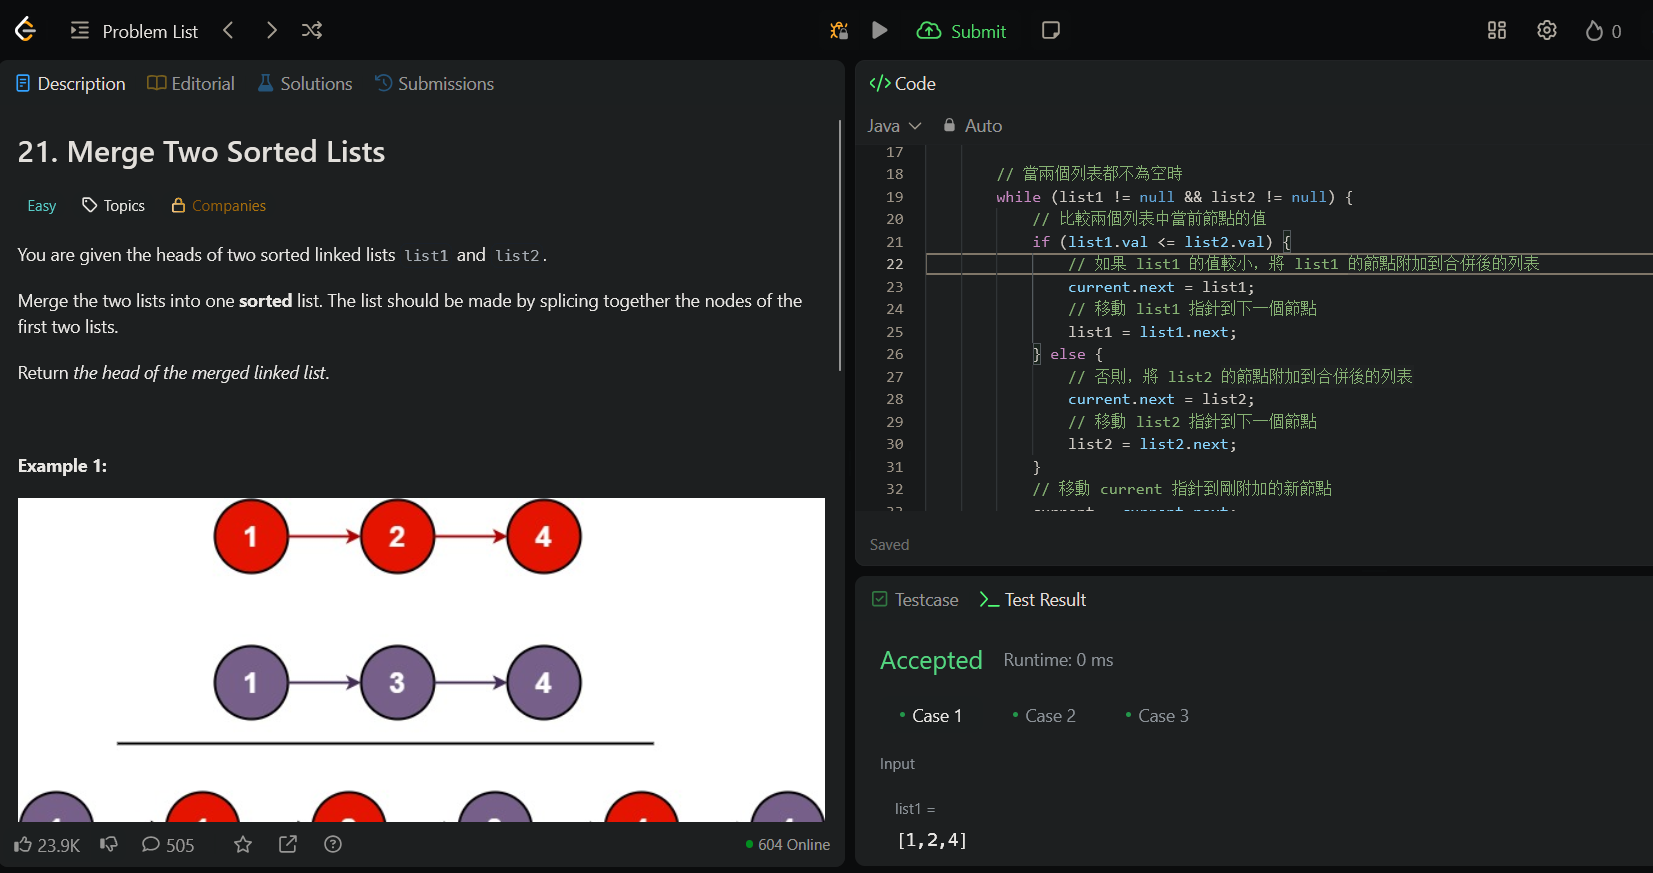 Problem List
Submit
0
Description
Editorial
Solutions
Submissions
21. Merge Two Sorted Lists
Easy
Topics
Companies
You are given the heads of two sorted linked lists list1 and list2.
Merge the two lists into one sorted list. The list should be made by splicing together the nodes of the
first two lists.
Return the head of the merged linked list.
Example 1:
1
2
4
1
3
4
23.9K
505
604 Online
</> Code
Java
Auto
17
18 // 當兩個列表都不為空時
19 while (list1 != null && list2 != null) {
20 // 比較兩個列表中當前節點的值
21 if (list1.val <= list2.val) {
22 // 如果 list1 的值較小，將 list1 的節點附加到合併後的列表
23 current.next = list1;
24 // 移動 list1 指針到下一個節點
25 list1 = list1.next;
26 } else {
27 // 否則，將 list2 的節點附加到合併後的列表
28 current.next = list2;
29 // 移動 list2 指針到下一個節點
30 list2 = list2.next;
31 }
32 // 移動 current 指針到剛附加的新節點
Saved
Testcase
Test Result
Accepted
Runtime: 0 ms
Case 1
Case 2
Case 3
Input
list1 =
[1,2,4]